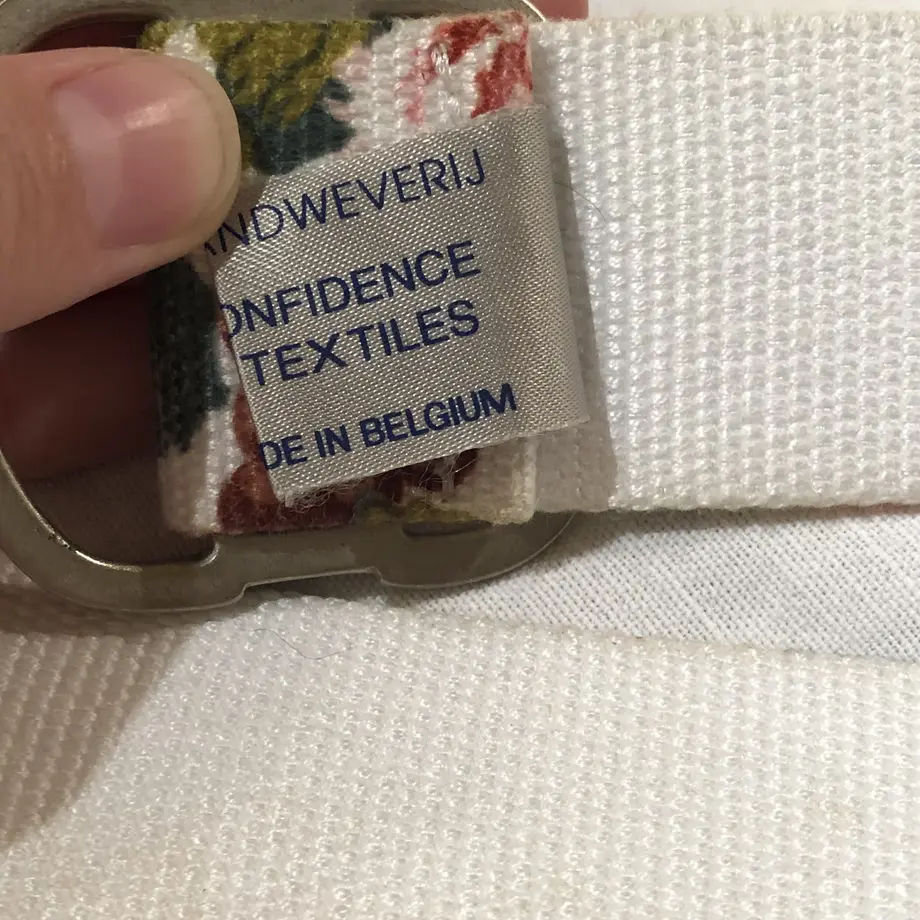 ANDWEVERIJ
ONFIDENCE
TEXTILES
DE IN BELGIUM